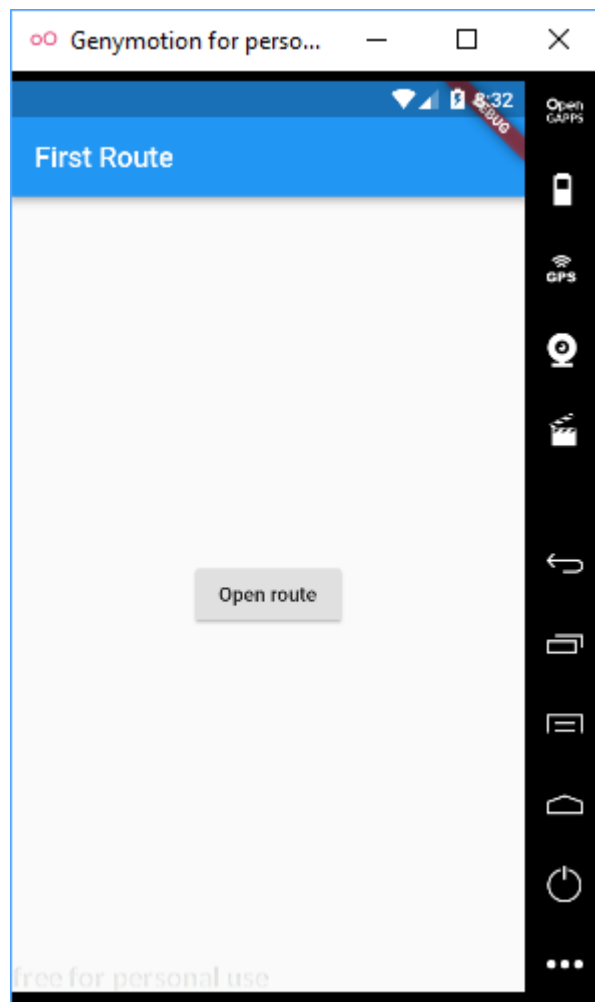 Genymotion for perso...
8:32
DEBUG
Open
GAPPS
First Route
GPS
Open route
free for personal use